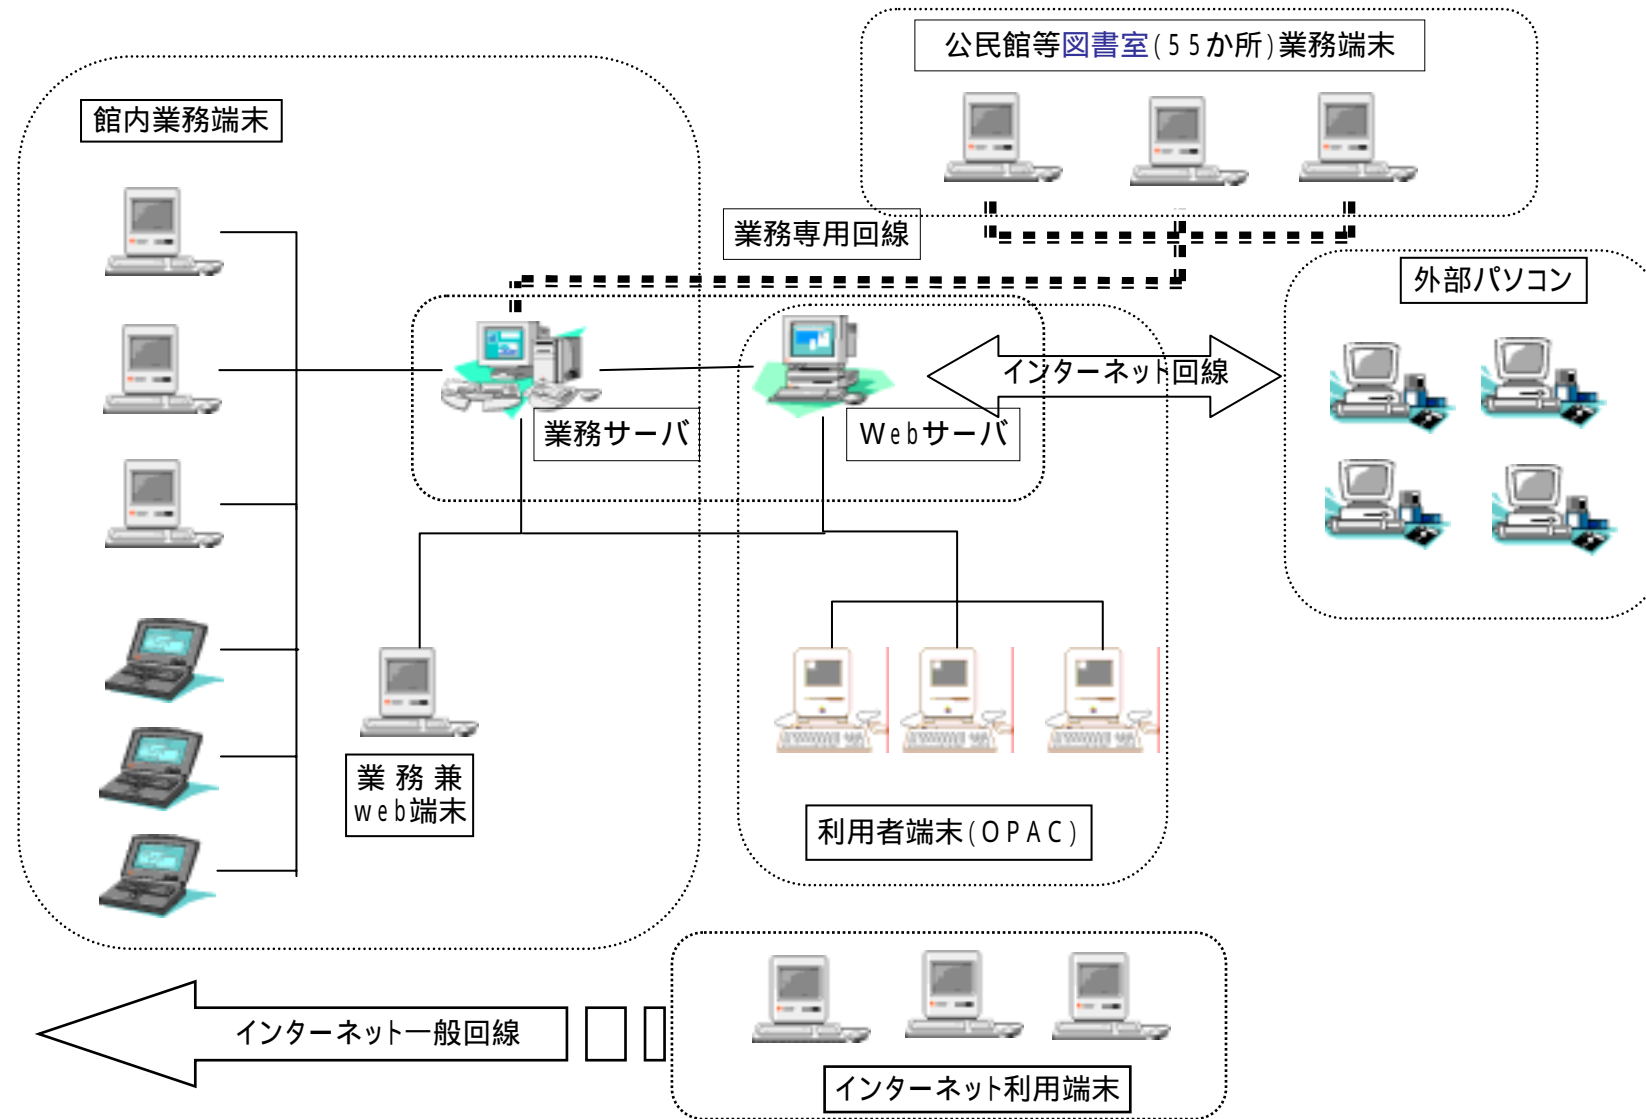 公民館等図書室(55か所)業務端末
館内業務端末
業務専用回線
外部パソコン
インターネット回線
業務サーバ
Webサーバ
業務兼
web端末
利用者端末(OPAC)
インターネット一般回線
インターネット利用端末